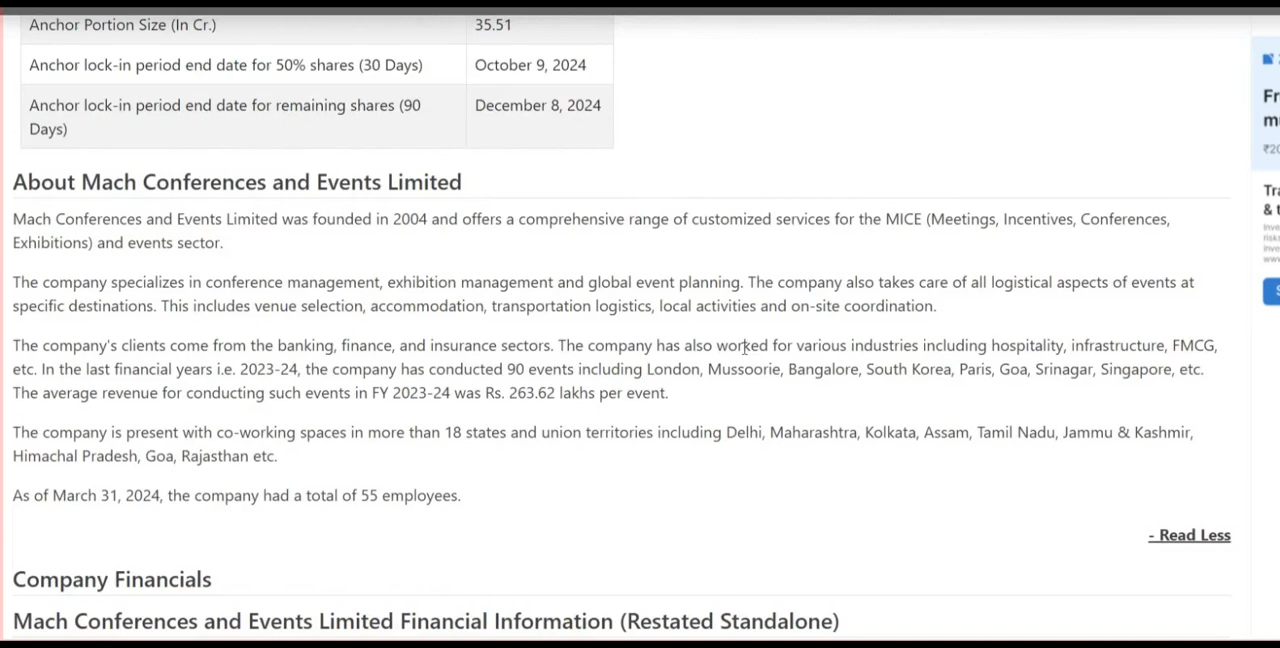 Anchor Portion Size (In Cr.) 35.51
Anchor lock-in period end date for 50% shares (30 Days) October 9, 2024
Anchor lock-in period end date for remaining shares (90 December 8, 2024
Days)
About Mach Conferences and Events Limited
Mach Conferences and Events Limited was founded in 2004 and offers a comprehensive range of customized services for the MICE (Meetings, Incentives, Conferences,
Exhibitions) and events sector.
The company specializes in conference management, exhibition management and global event planning. The company also takes care of all logistical aspects of events at
specific destinations. This includes venue selection, accommodation, transportation logistics, local activities and on-site coordination.
The company's clients come from the banking, finance, and insurance sectors. The company has also worked for various industries including hospitality, infrastructure, FMCG,
etc. In the last financial years i.e. 2023-24, the company has conducted 90 events including London, Mussoorie, Bangalore, South Korea, Paris, Goa, Srinagar, Singapore, etc.
The average revenue for conducting such events in FY 2023-24 was Rs. 263.62 lakhs per event.
The company is present with co-working spaces in more than 18 states and union territories including Delhi, Maharashtra, Kolkata, Assam, Tamil Nadu, Jammu & Kashmir,
Himachal Pradesh, Goa, Rajasthan etc.
As of March 31, 2024, the company had a total of 55 employees.
- Read Less
Company Financials
Mach Conferences and Events Limited Financial Information (Restated Standalone)